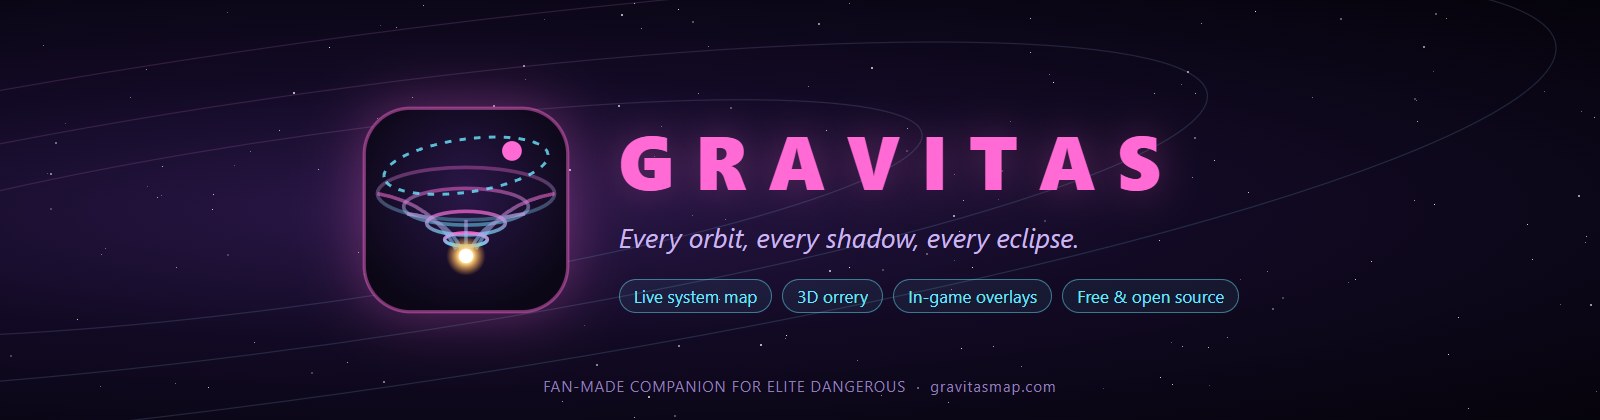 GRAVITAS
Every orbit, every shadow, every eclipse.
Live system map
3D orrery
In-game overlays
Free & open source
FAN-MADE COMPANION FOR ELITE DANGEROUS · gravitasmap.com